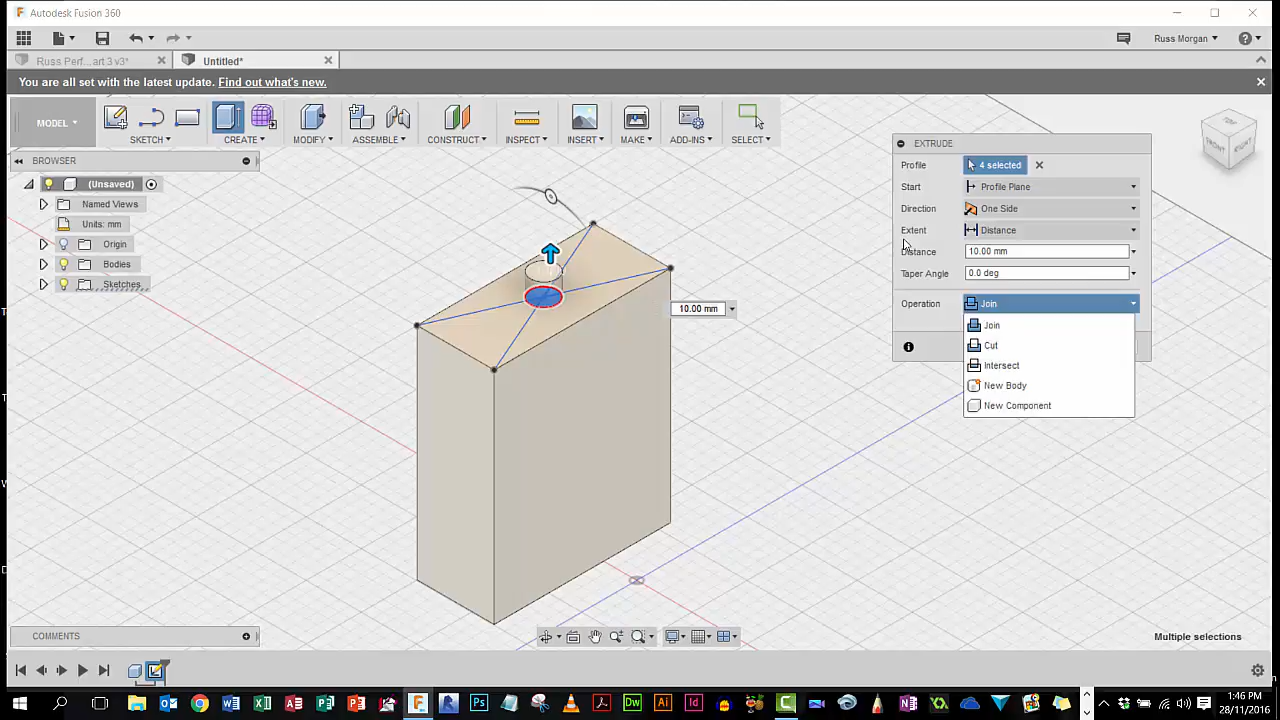 Autodesk Fusion 360
Russ Morgan
Russ Perf...art 3 v3*
Untitled*
You are all set with the latest update. Find out what's new.
MODEL
SKETCH
CREATE
MODIFY
ASSEMBLE
CONSTRUCT
INSPECT
INSERT
MAKE
ADD-INS
SELECT
BROWSER
(Unsaved)
Named Views
Units: mm
Origin
Bodies
Sketches
TOP
FRONT
RIGHT
EXTRUDE
Profile 4 selected
Start Profile Plane
Direction One Side
Extent Distance
Distance 10.00 mm
Taper Angle 0.0 deg
Operation Join
Join
Cut
Intersect
New Body
New Component
10.00 mm
COMMENTS
Multiple selections
1:46 PM
28/11/2016